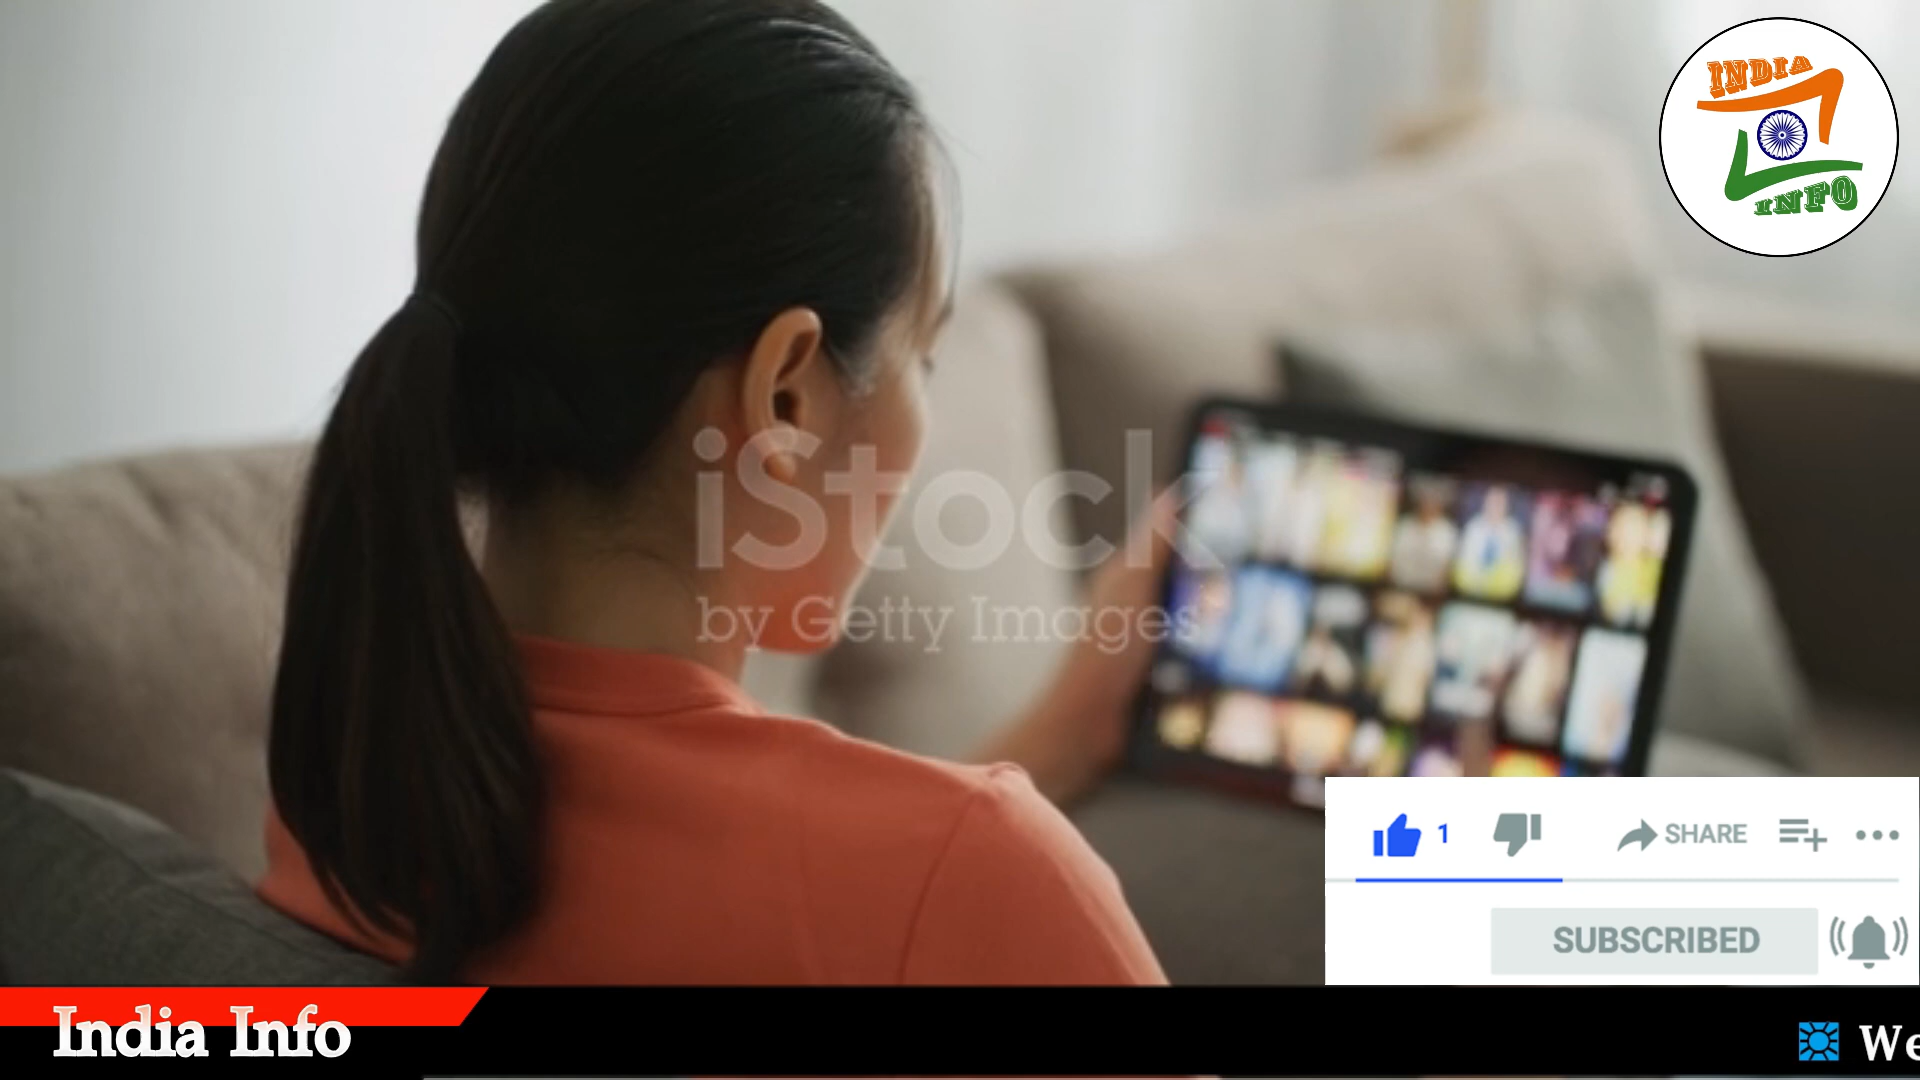 INDIA
INFO
iStock
by Getty Images
1
SHARE
SUBSCRIBED
India Info
We